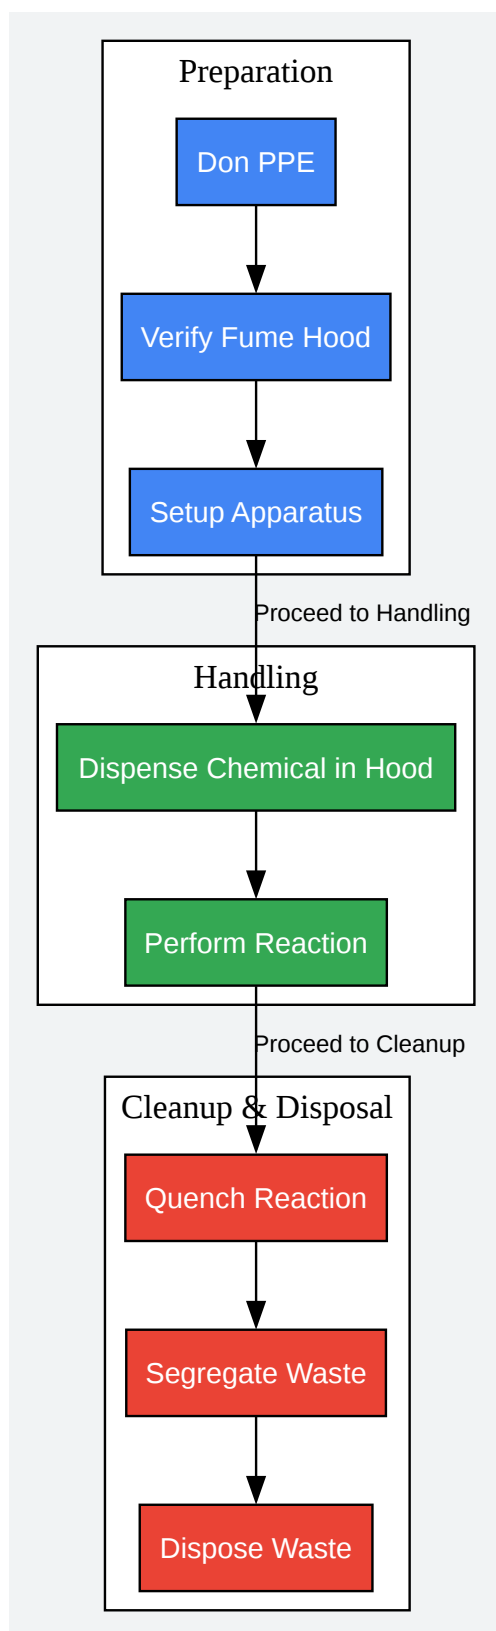 Preparation
Don PPE
Verify Fume Hood
Setup Apparatus
Proceed to Handling
Handling
Dispense Chemical in Hood
Perform Reaction
Proceed to Cleanup
Cleanup & Disposal
Quench Reaction
Segregate Waste
Dispose Waste